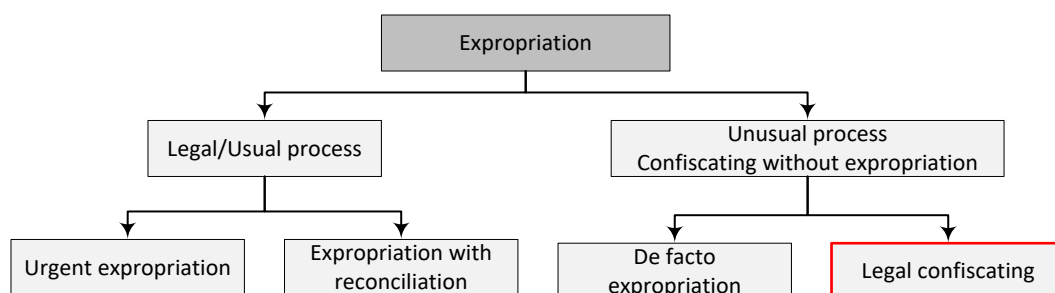 Expropriation
Legal/Usual process
Unusual process
Confiscating without expropriation
Urgent expropriation
Expropriation with
reconciliation
De facto
expropriation
Legal confiscating